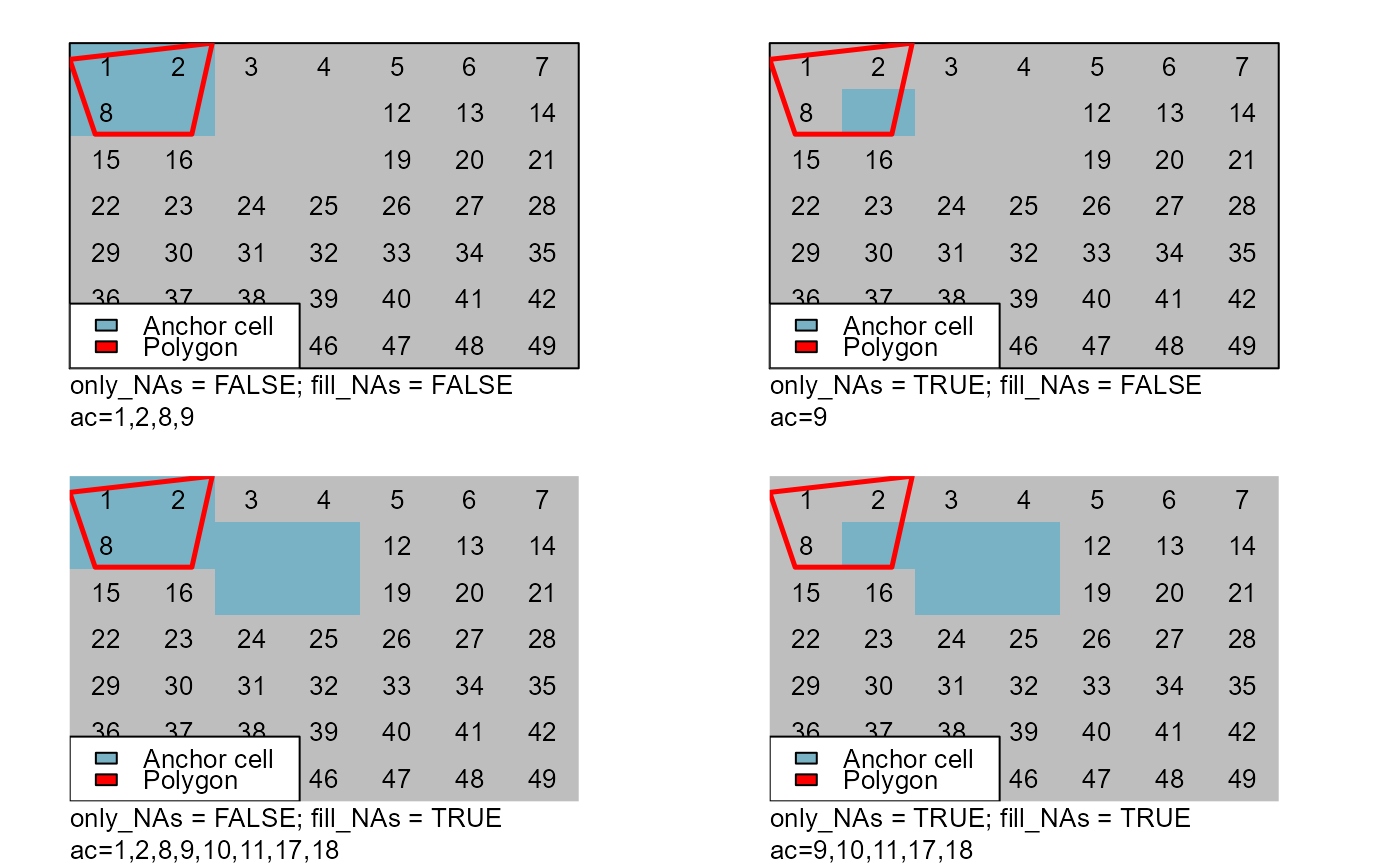 1 2 3 4 5 6 7
8 12 13 14
15 16 19 20 21
22 23 24 25 26 27 28
29 30 31 32 33 34 35
36 37 38 39 40 41 42
Anchor cell
Polygon
46 47 48 49
only_NAs = FALSE; fill_NAs = FALSE
ac=1,2,8,9
1 2 3 4 5 6 7
8 12 13 14
15 16 19 20 21
22 23 24 25 26 27 28
29 30 31 32 33 34 35
36 37 38 39 40 41 42
Anchor cell
Polygon
46 47 48 49
only_NAs = TRUE; fill_NAs = FALSE
ac=9
1 2 3 4 5 6 7
8 12 13 14
15 16 19 20 21
22 23 24 25 26 27 28
29 30 31 32 33 34 35
36 37 38 39 40 41 42
Anchor cell
Polygon
46 47 48 49
only_NAs = FALSE; fill_NAs = TRUE
ac=1,2,8,9,10,11,17,18
1 2 3 4 5 6 7
8 12 13 14
15 16 19 20 21
22 23 24 25 26 27 28
29 30 31 32 33 34 35
36 37 38 39 40 41 42
Anchor cell
Polygon
46 47 48 49
only_NAs = TRUE; fill_NAs = TRUE
ac=9,10,11,17,18